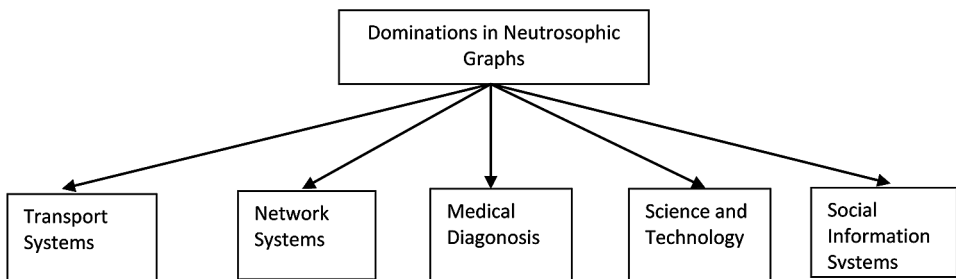 Dominations in Neutrosophic
Graphs
Transport
Systems
Network
Systems
Medical
Diagonosis
Science and
Technology
Social
Information
Systems